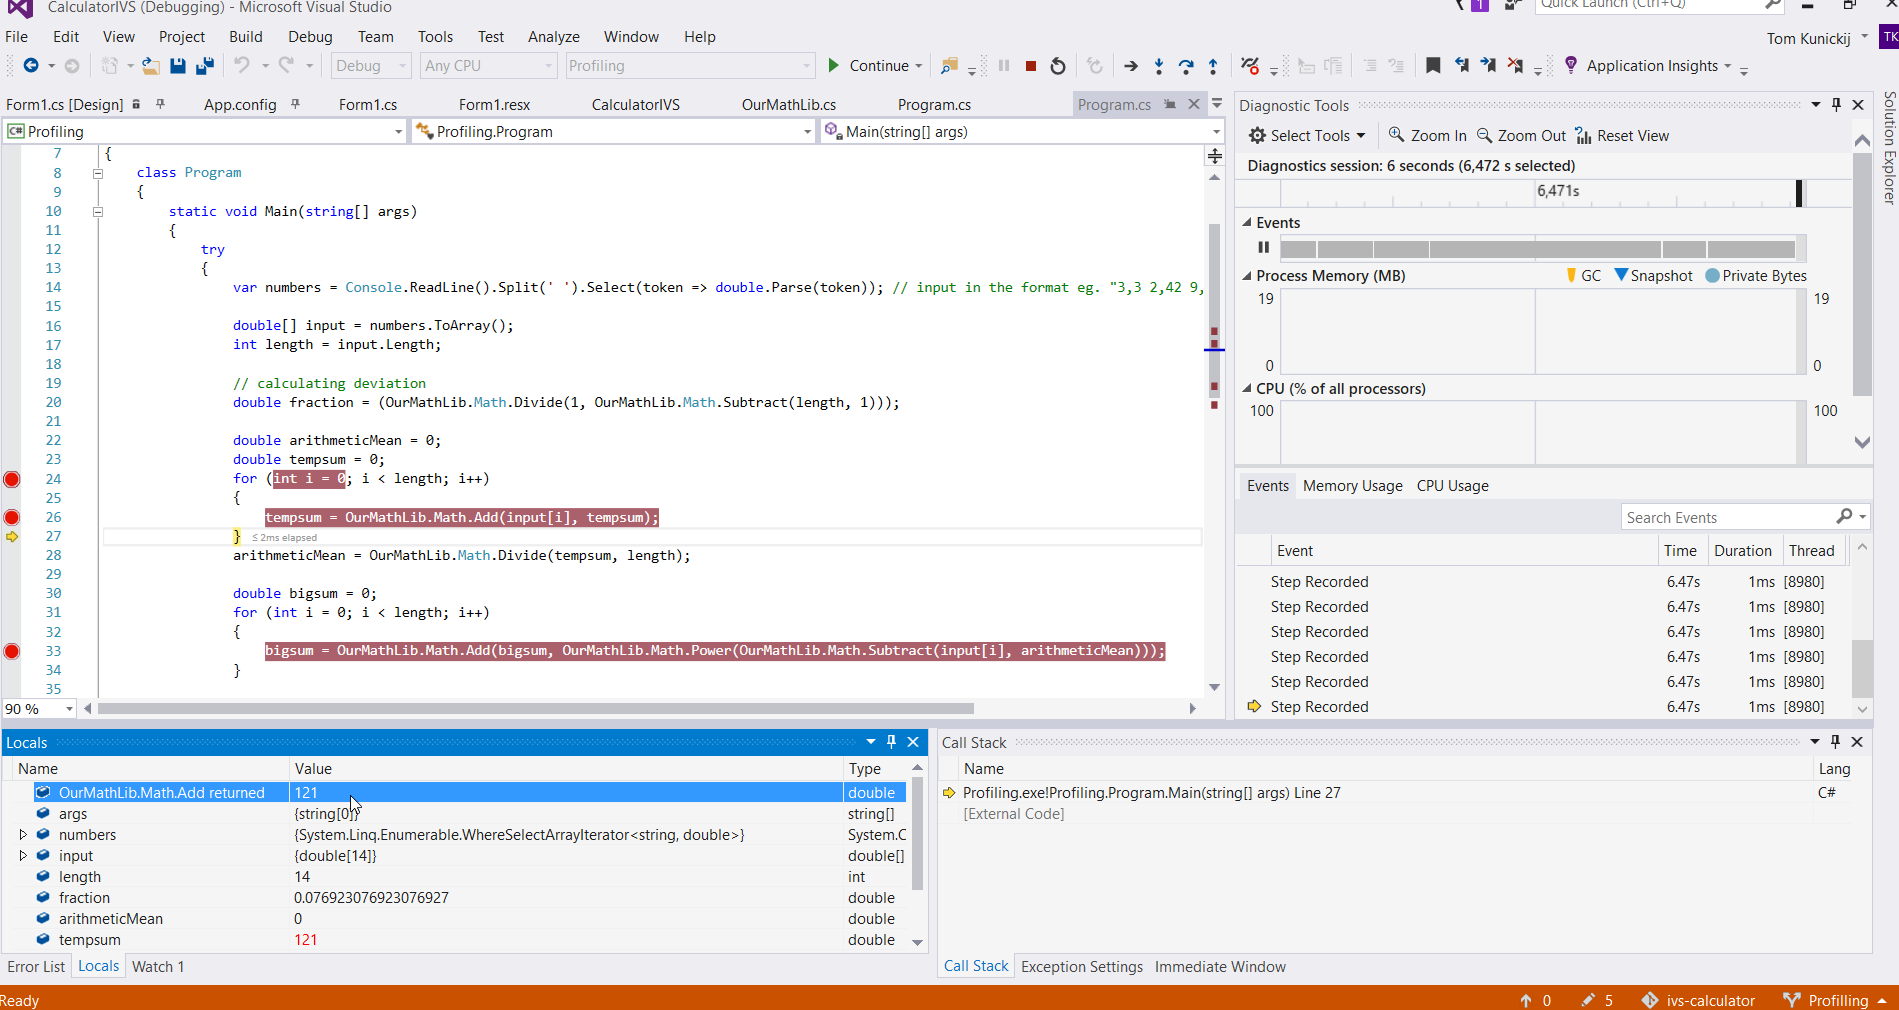 CalculatorIVS (Debugging) - Microsoft Visual Studio
1
Quick Launch (Ctrl+Q)
File Edit View Project Build Debug Team Tools Test Analyze Window Help
Tom Kunickij
TK
Debug Any CPU Profiling Continue Application Insights
Form1.cs [Design] App.config Form1.cs Form1.resx CalculatorIVS OurMathLib.cs Program.cs Program.cs
C# Profiling Profiling.Program Main(string[] args)
7 {
8 class Program
9 {
10 static void Main(string[] args)
11 {
12 try
13 {
14 var numbers = Console.ReadLine().Split(' ').Select(token => double.Parse(token)); // input in the format eg. "3,3 2,42 9,
15
16 double[] input = numbers.ToArray();
17 int length = input.Length;
18
19 // calculating deviation
20 double fraction = (OurMathLib.Math.Divide(1, OurMathLib.Math.Subtract(length, 1)));
21
22 double arithmeticMean = 0;
23 double tempsum = 0;
24 for (int i = 0; i < length; i++)
25 {
26 tempsum = OurMathLib.Math.Add(input[i], tempsum);
27 } ≤ 2ms elapsed
28 arithmeticMean = OurMathLib.Math.Divide(tempsum, length);
29
30 double bigsum = 0;
31 for (int i = 0; i < length; i++)
32 {
33 bigsum = OurMathLib.Math.Add(bigsum, OurMathLib.Math.Power(OurMathLib.Math.Subtract(input[i], arithmeticMean)));
34 }
35
90 %
Diagnostic Tools
Select Tools Zoom In Zoom Out Reset View
Diagnostics session: 6 seconds (6,472 s selected)
6,471s
Events
Process Memory (MB) GC Snapshot Private Bytes
19 19
0 0
CPU (% of all processors)
100 100
Events Memory Usage CPU Usage
Search Events
Event Time Duration Thread
Step Recorded 6.47s 1ms [8980]
Step Recorded 6.47s 1ms [8980]
Step Recorded 6.47s 1ms [8980]
Step Recorded 6.47s 1ms [8980]
Step Recorded 6.47s 1ms [8980]
Step Recorded 6.47s 1ms [8980]
Solution Explorer
Locals
Name Value Type
OurMathLib.Math.Add returned 121 double
args {string[0]} string[]
numbers {System.Linq.Enumerable.WhereSelectArrayIterator<string, double>} System.C
input {double[14]} double[]
length 14 int
fraction 0.076923076923076927 double
arithmeticMean 0 double
tempsum 121 double
Error List Locals Watch 1
Call Stack
Name Lang
Profiling.exe!Profiling.Program.Main(string[] args) Line 27 C#
[External Code]
Call Stack Exception Settings Immediate Window
Ready
0 5 ivs-calculator Profilling